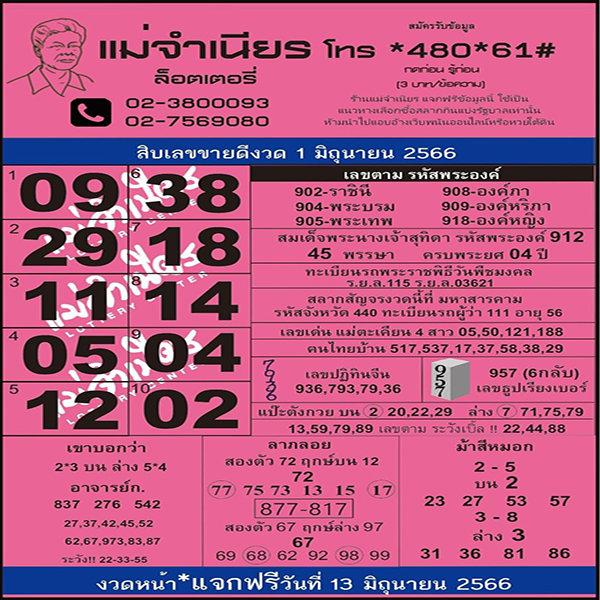 สมัครรับข้อมูล
แม่จำเนียร โทร *480*61#
ล็อตเตอรี่
กดก่อน รู้ก่อน
(3 บาท/ข้อความ)
02-3800093
02-7569080
ร้านแม่จำเนียร แจกฟรีข้อมูลนี้ ใช้เป็น
แนวทางเลือกซื้อสลากกินแบ่งรัฐบาลเท่านั้น
ห้ามนำไปแอบอ้างเว็บพนันออนไลน์หรือหวยใต้ดิน
สิบเลขขายดีงวด 1 มิถุนายน 2566
1 09 6 38
2 29 7 18
3 11 8 14
4 05 9 04
5 12 10 02
แม่จำเนียร
LOTTERY CENTER
แม่จำเนียร
LOTTERY CENTER
เลขตาม รหัสพระองค์
902-ราชินี 908-องค์ภา
904-พระบรม 909-องค์หริภา
905-พระเทพ 918-องค์หญิง
สมเด็จพระนางเจ้าสุทิดา รหัสพระองค์ 912
45 พรรษา ครบพระยศ 04 ปี
ทะเบียนรถพระราชพิธีวันพืชมงคล
ร.ย.ล.115 ร.ย.ล.03621
สลากสัญจรงวดนี้ที่ มหาสารคาม
รหัสจังหวัด 440 ทะเบียนรถผู้ว่า 111 อายุ 56
เลขเด่น แม่ตะเคียน 4 สาว 05,50,121,188
คนไทยบ้าน 517,537,17,37,58,38,29
7936
เลขปฏิทินจีน
936,793,79,36
957
957 (6กลับ)
เลขธูปเรียงเบอร์
แป๊ะตังกวย บน 2 20,22,29 ล่าง 7 71,75,79
13,59,79,89 เลขตาม ระวังเบิ้ล !! 22,44,88
เขาบอกว่า
2*3 บน ล่าง 5*4
อาจารย์ก.
837 276 542
27,37,42,45,52
62,67,973,83,87
ระวัง!! 22-33-55
ลาภลอย
สองตัว 72 ฤกษ์บน 12
72
77 75 73 13 15 17
877-817
สองตัว 67 ฤกษ์ล่าง 97
67
69 68 62 92 98 99
ม้าสีหมอก
2 - 5
บน 2
23 27 53 57
3 - 8
ล่าง 3
31 36 81 86
งวดหน้า*แจกฟรีวันที่ 13 มิถุนายน 2566